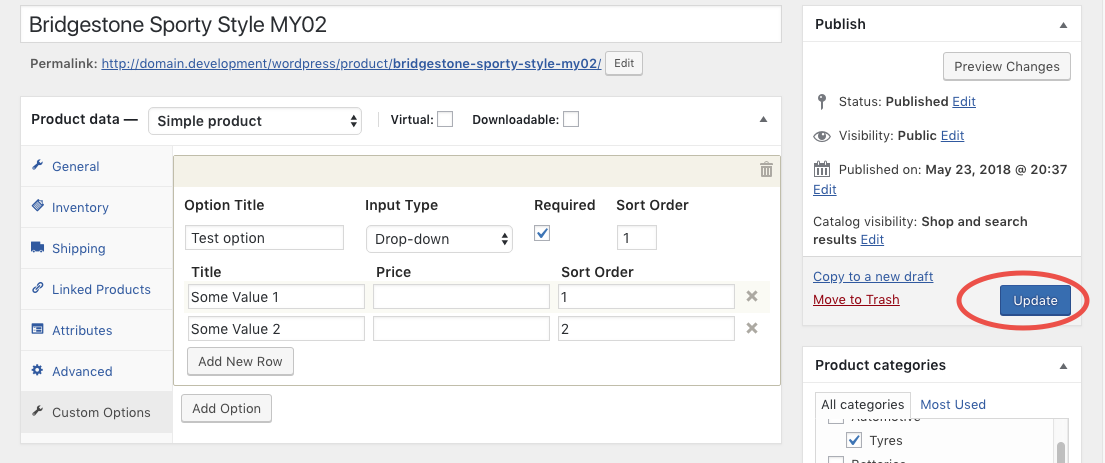 Bridgestone Sporty Style MY02
Permalink: http://domain.development/wordpress/product/bridgestone-sporty-style-my02/ Edit
Product data — Simple product Virtual: Downloadable:
General
Inventory
Shipping
Linked Products
Attributes
Advanced
Custom Options
Option Title Input Type Required Sort Order
Test option Drop-down 1
Title Price Sort Order
Some Value 1 1
Some Value 2 2
Add New Row
Add Option
Publish
Preview Changes
Status: Published Edit
Visibility: Public Edit
Published on: May 23, 2018 @ 20:37
Edit
Catalog visibility: Shop and search
results Edit
Copy to a new draft
Move to Trash Update
Product categories
All categories Most Used
Automotive
Tyres
Batteries